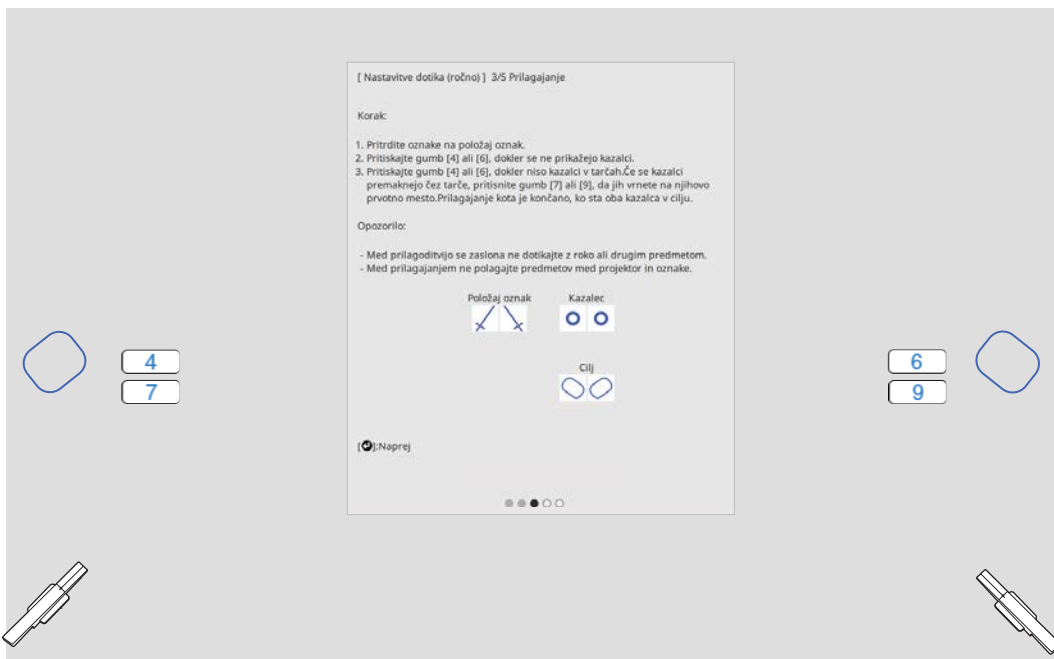 [ Nastavitve dotika (ročno) ] 3/5 Prilagajanje
Korak:
1. Pritrdite oznake na položaj oznak.
2. Pritiskajte gumb [4] ali [6], dokler se ne prikažejo kazalci.
3. Pritiskajte gumb [4] ali [6], dokler niso kazalci v tarčah.Če se kazalci
premaknejo čez tarče, pritisnite gumb [7] ali [9], da jih vrnete na njihovo
prvotno mesto.Prilagajanje kota je končano, ko sta oba kazalca v cilju.
Opozorilo:
- Med prilagoditvijo se zaslona ne dotikajte z roko ali drugim predmetom.
- Med prilagajanjem ne polagajte predmetov med projektor in oznake.
Položaj oznak Kazalec
Cilj
4
7
6
9
[ ]:Naprej